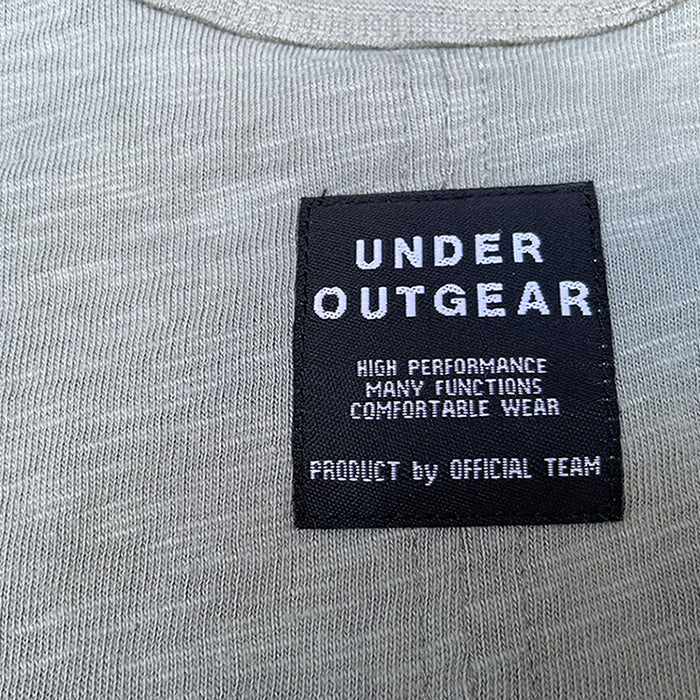 UNDER
OUTGEAR
HIGH PERFORMANCE
MANY FUNCTIONS
COMFORTABLE WEAR
PRODUCT by OFFICIAL TEAM